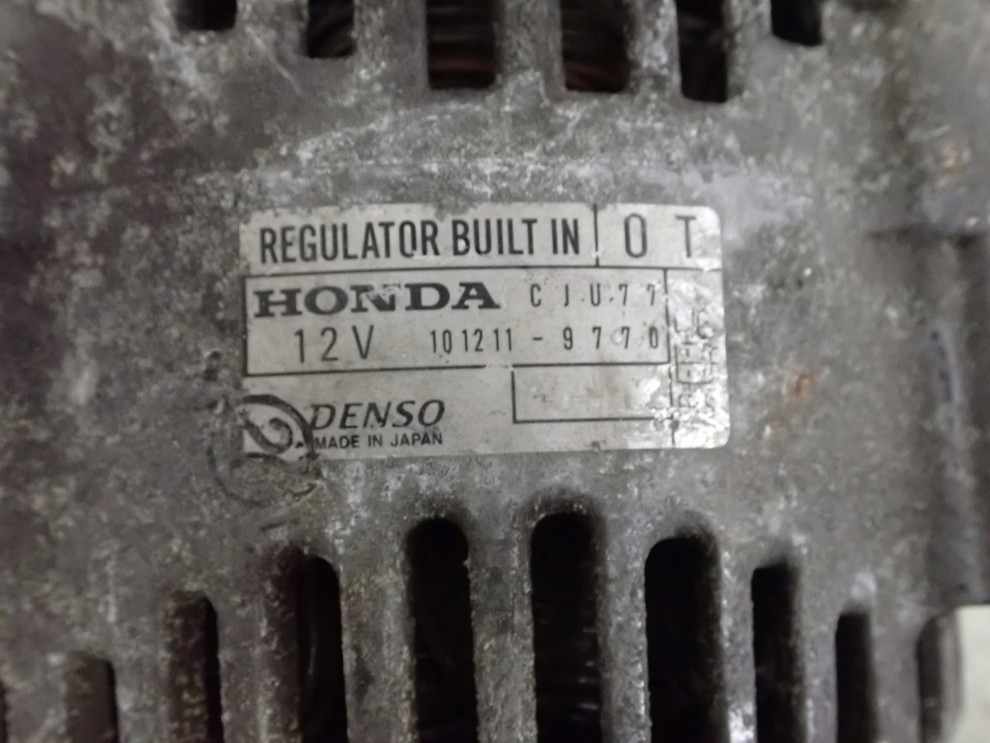 REGULATOR BUILT IN 0 T
HONDA CJU77
12V 101211-9770
DENSO
MADE IN JAPAN